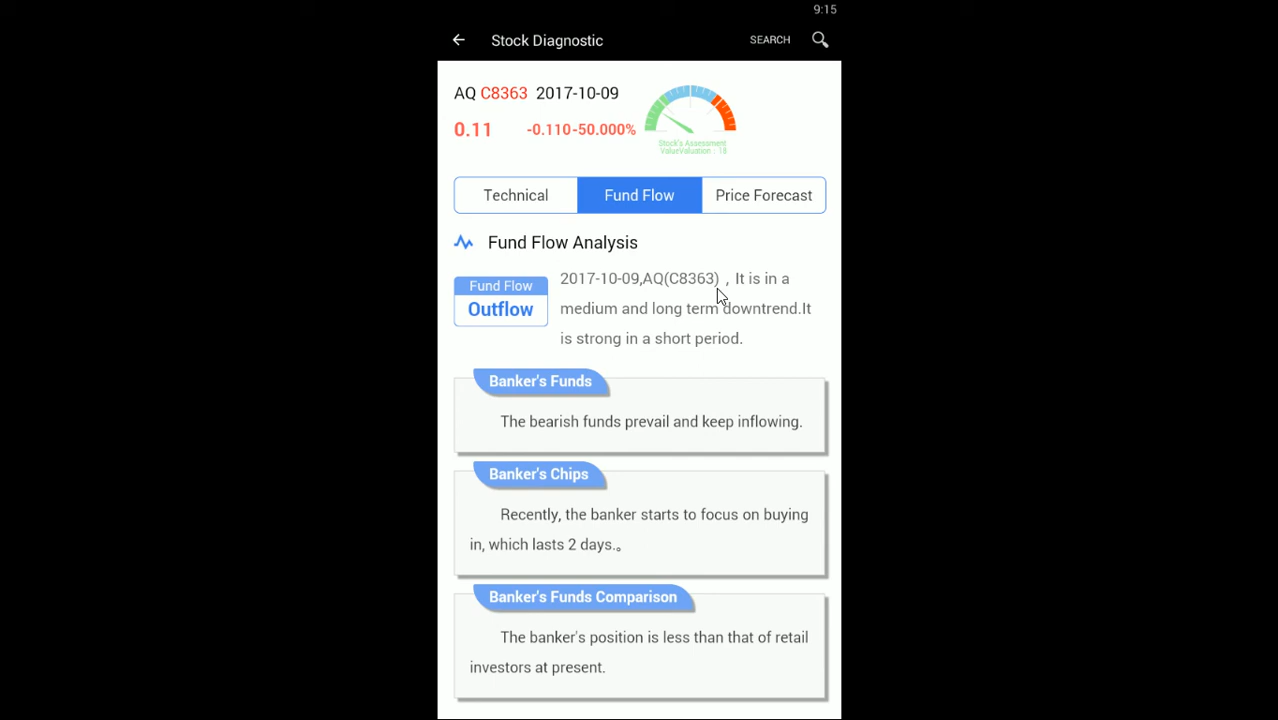 9:15
Stock Diagnostic SEARCH
AQ C8363 2017-10-09
0.11 -0.110-50.000%
Stock's Assessment
ValueValuation : 18
Technical Fund Flow Price Forecast
Fund Flow Analysis
Fund Flow
Outflow
2017-10-09,AQ(C8363) , It is in a
medium and long term downtrend.It
is strong in a short period.
Banker's Funds
The bearish funds prevail and keep inflowing.
Banker's Chips
Recently, the banker starts to focus on buying
in, which lasts 2 days.。
Banker's Funds Comparison
The banker's position is less than that of retail
investors at present.